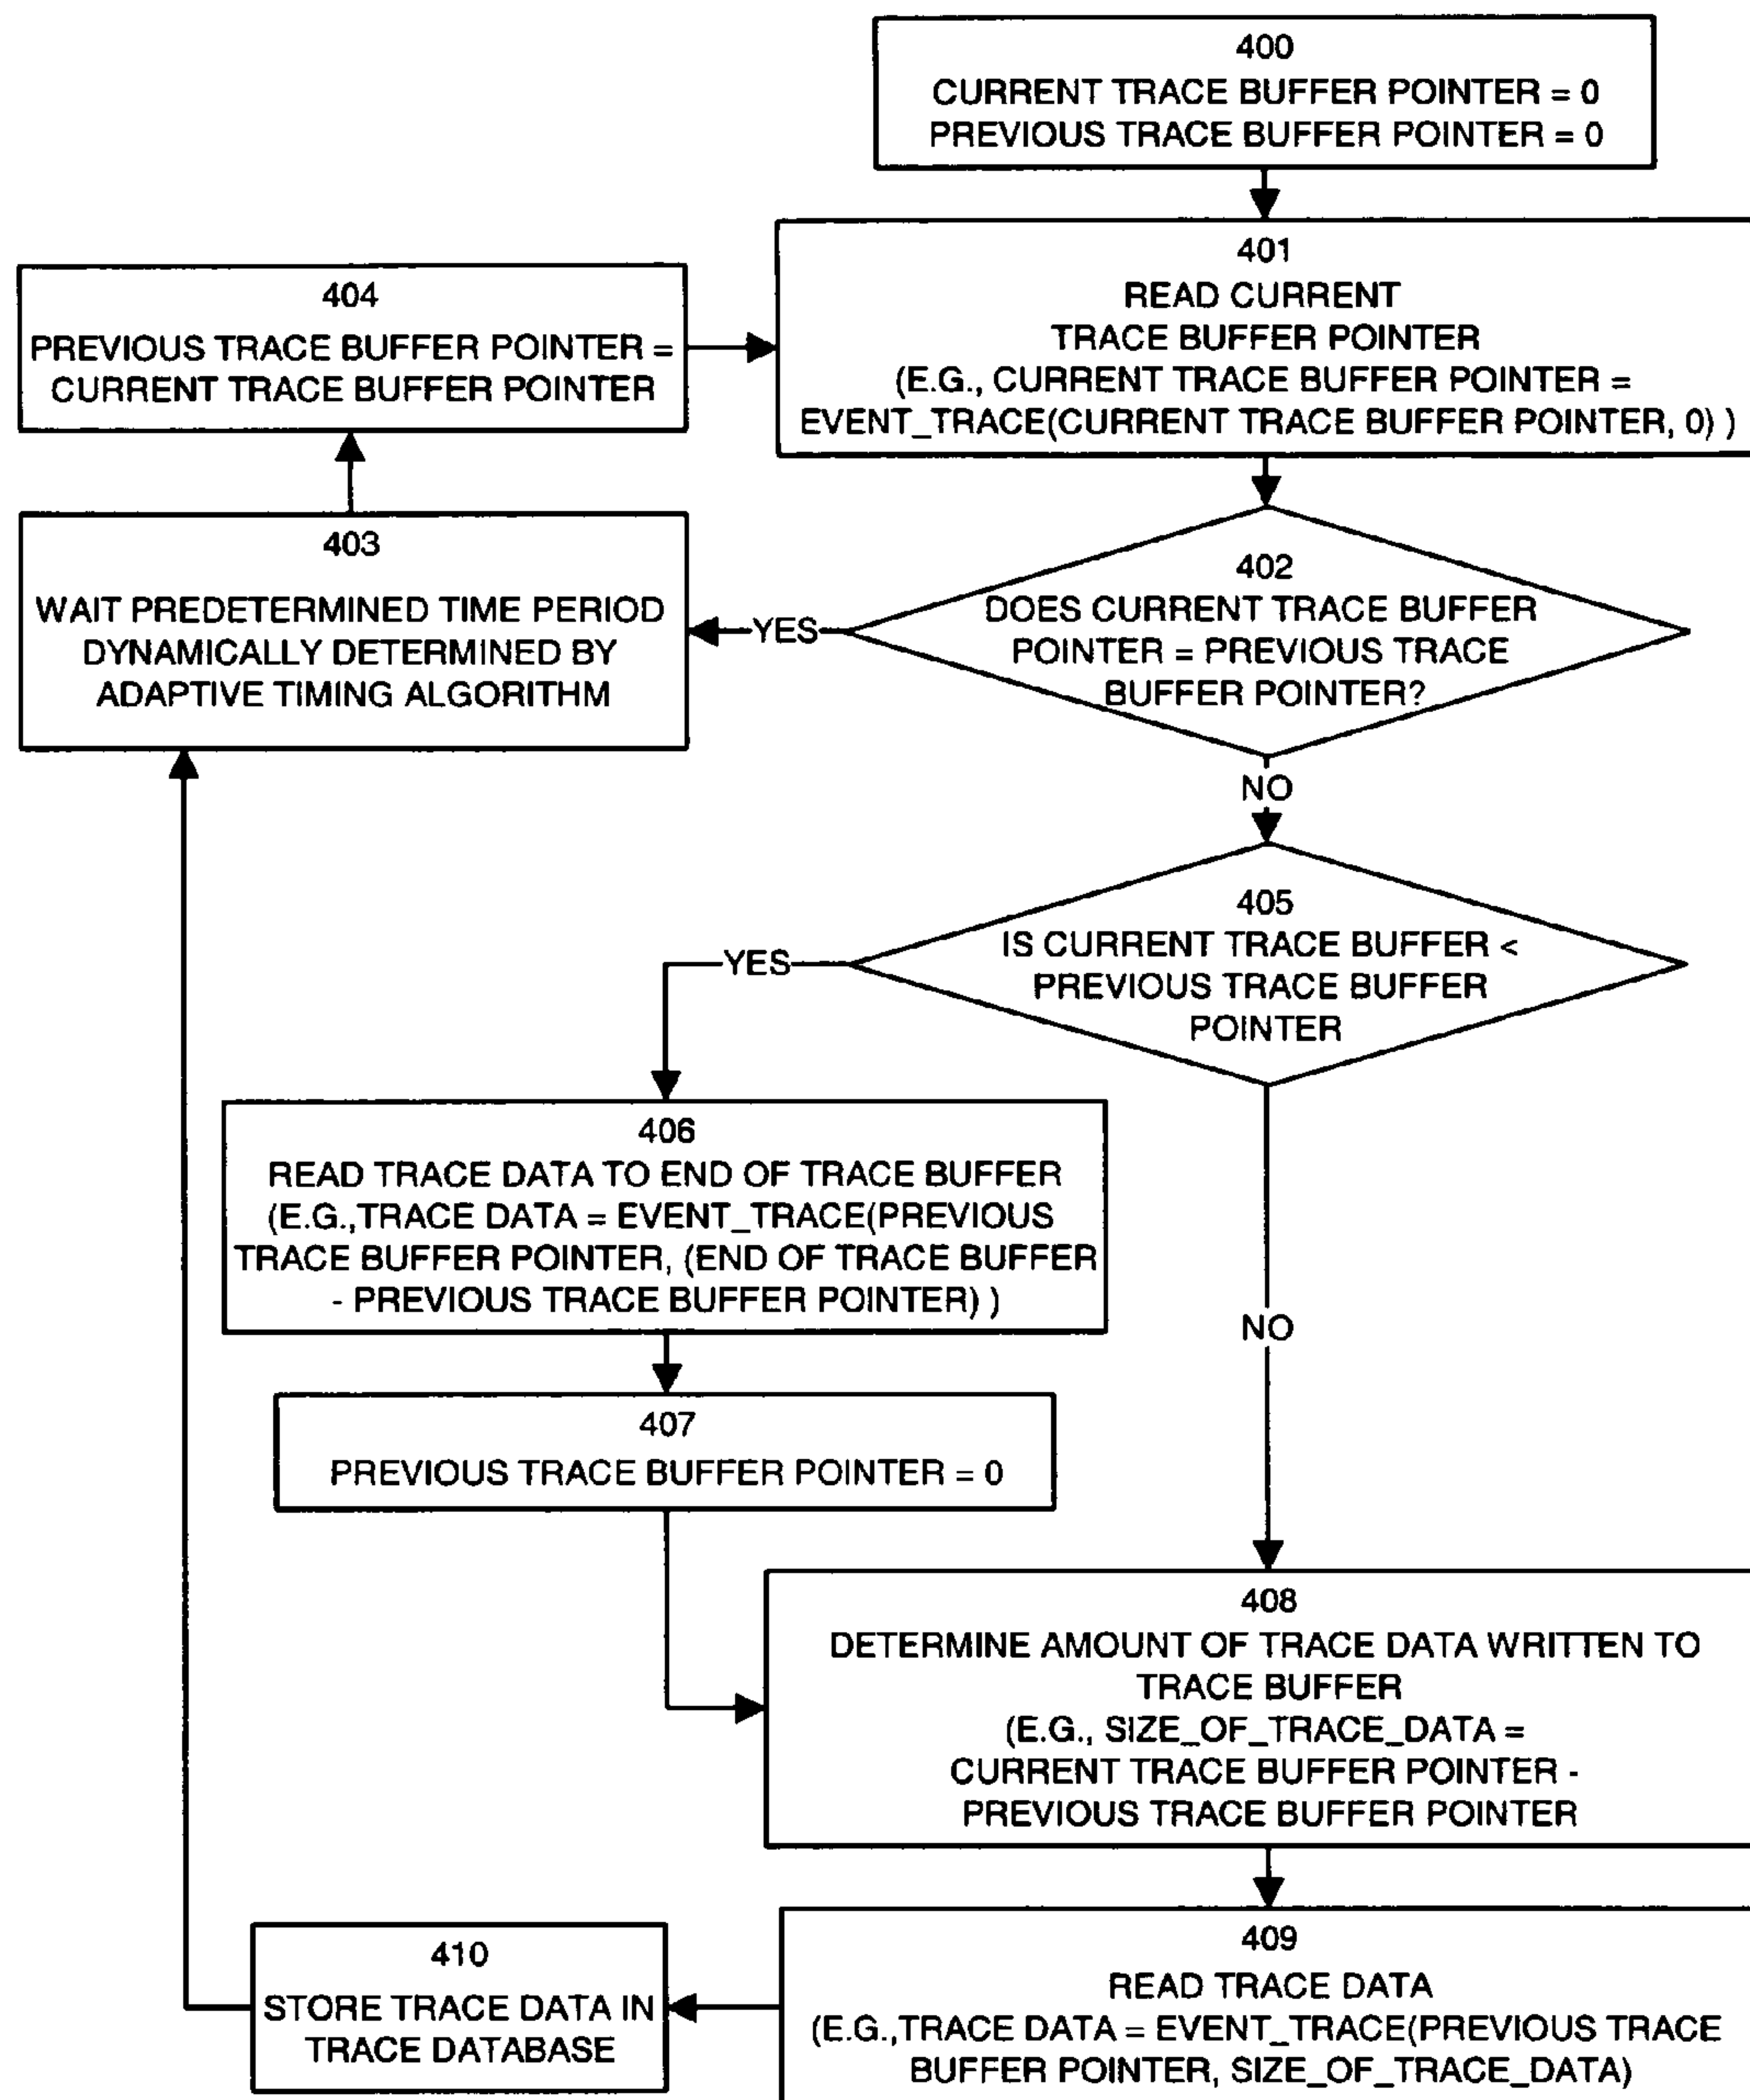 400
CURRENT TRACE BUFFER POINTER = 0
PREVIOUS TRACE BUFFER POINTER = 0
401
READ CURRENT
TRACE BUFFER POINTER
(E.G., CURRENT TRACE BUFFER POINTER =
EVENT_TRACE(CURRENT TRACE BUFFER POINTER, 0) )
404
PREVIOUS TRACE BUFFER POINTER =
CURRENT TRACE BUFFER POINTER
402
DOES CURRENT TRACE BUFFER
POINTER = PREVIOUS TRACE
BUFFER POINTER?
YES
403
WAIT PREDETERMINED TIME PERIOD
DYNAMICALLY DETERMINED BY
ADAPTIVE TIMING ALGORITHM
NO
405
IS CURRENT TRACE BUFFER <
PREVIOUS TRACE BUFFER
POINTER
YES
406
READ TRACE DATA TO END OF TRACE BUFFER
(E.G.,TRACE DATA = EVENT_TRACE(PREVIOUS
TRACE BUFFER POINTER, (END OF TRACE BUFFER
- PREVIOUS TRACE BUFFER POINTER) )
NO
407
PREVIOUS TRACE BUFFER POINTER = 0
408
DETERMINE AMOUNT OF TRACE DATA WRITTEN TO
TRACE BUFFER
(E.G., SIZE_OF_TRACE_DATA =
CURRENT TRACE BUFFER POINTER -
PREVIOUS TRACE BUFFER POINTER
409
READ TRACE DATA
(E.G.,TRACE DATA = EVENT_TRACE(PREVIOUS TRACE
BUFFER POINTER, SIZE_OF_TRACE_DATA)
410
STORE TRACE DATA IN
TRACE DATABASE